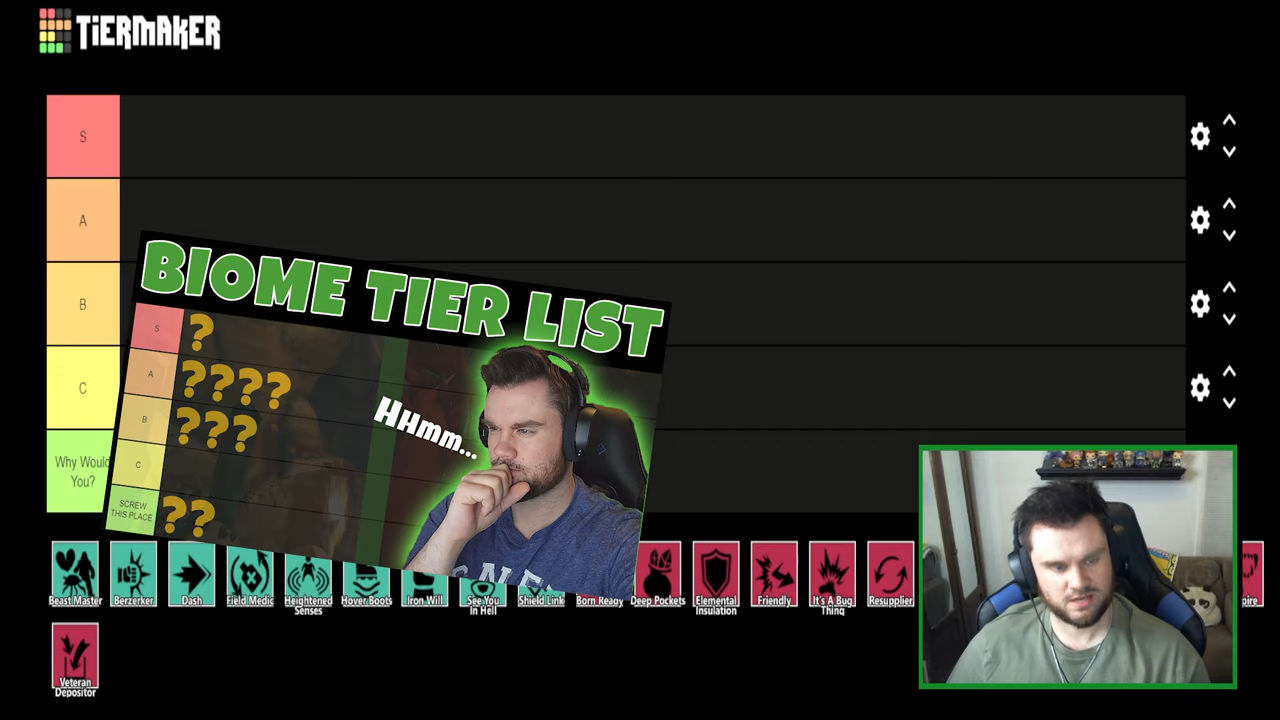 TiERMAKER
S
A
B
C
Why Would
You?
BIOME TIER LIST
S
?
A
????
B
???
C
SCREW
THIS PLACE
??
HHmm...
Beast Master
Berzerker
Dash
Field Medic
Heightened
Senses
Hover Boots
Iron Will
See You
In Hell
Shield Link
Born Ready
Deep Pockets
Elemental
Insulation
Friendly
It's A Bug
Thing
Resupplier
Veteran
Depositor